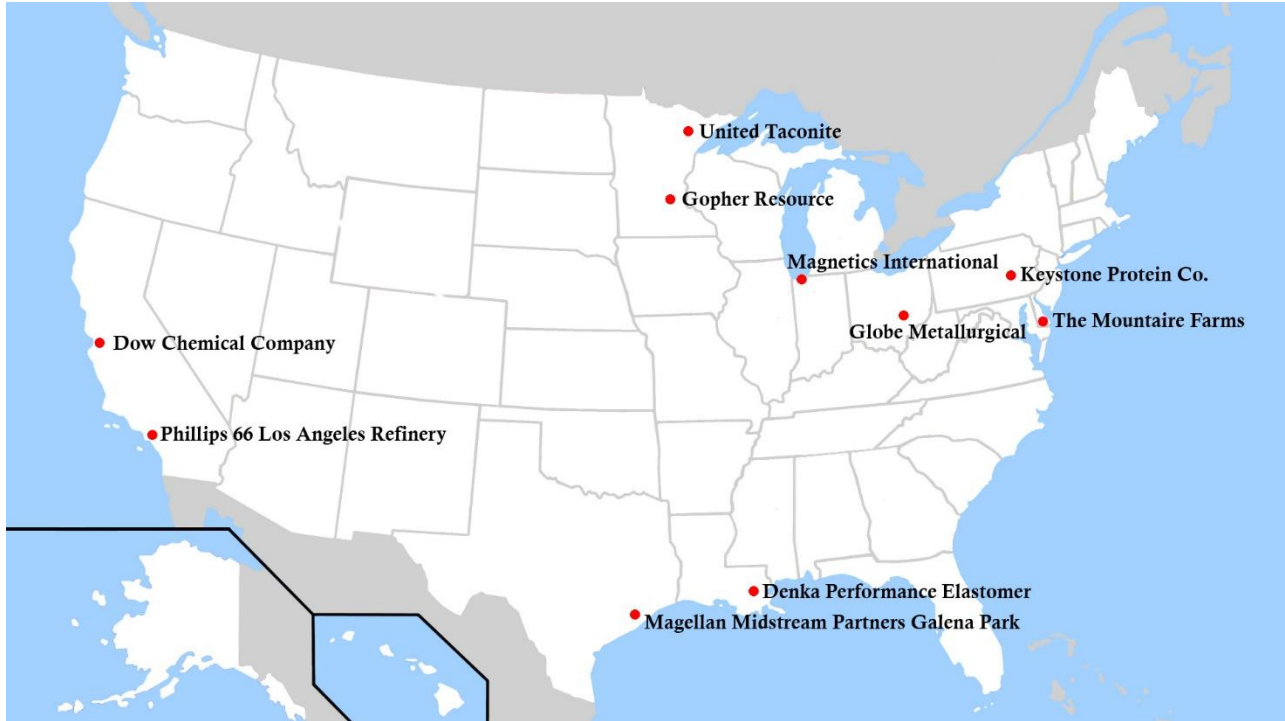 United Taconite
Gopher Resource
Magnetics International
Keystone Protein Co.
The Mountaire Farms
Globe Metallurgical
Dow Chemical Company
Phillips 66 Los Angeles Refinery
Denka Performance Elastomer
Magellan Midstream Partners Galena Park